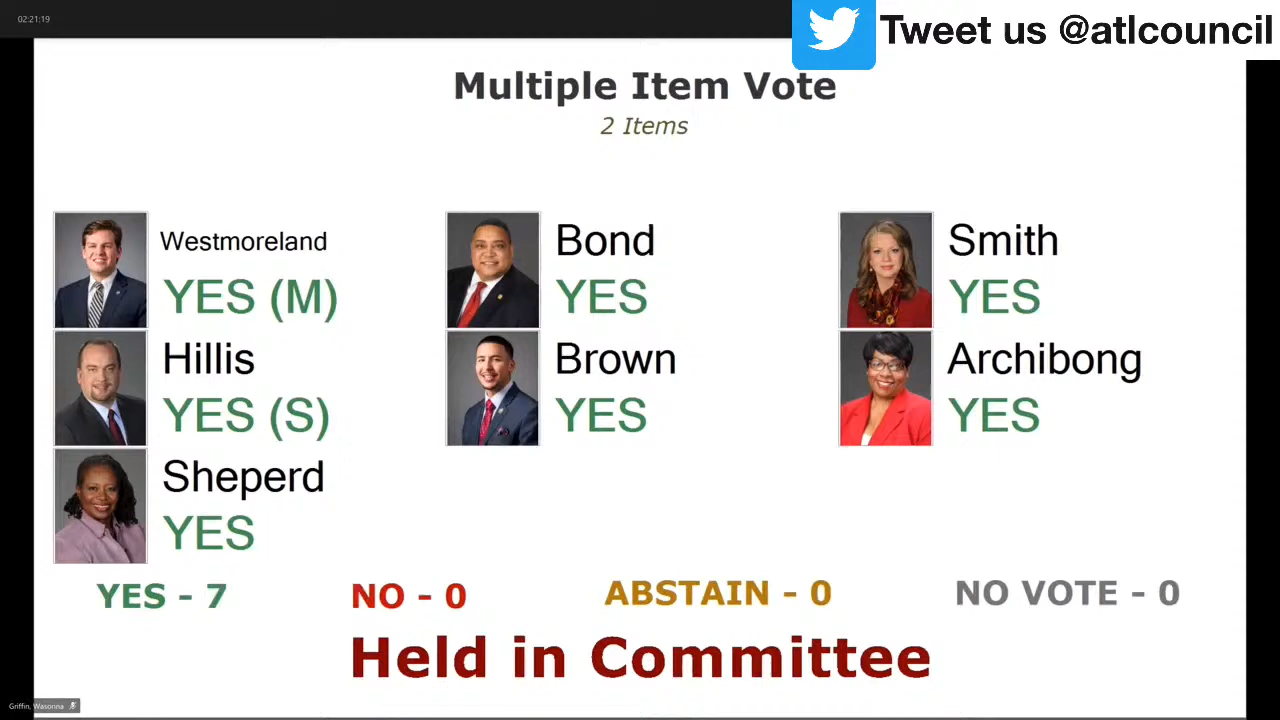 02:21:19
Tweet us @atlcouncil
Multiple Item Vote
2 Items
Westmoreland
YES (M)
Bond
YES
Smith
YES
Hillis
YES (S)
Brown
YES
Archibong
YES
Sheperd
YES
YES - 7 NO - 0 ABSTAIN - 0 NO VOTE - 0
Held in Committee
Griffin, Wasonna